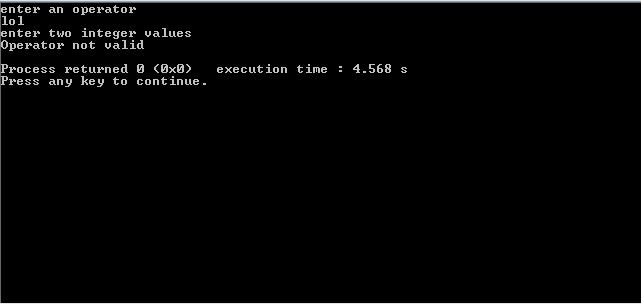 enter an operator
lol
enter two integer values
Operator not valid
Process returned 0 (0x0)   execution time : 4.568 s
Press any key to continue.